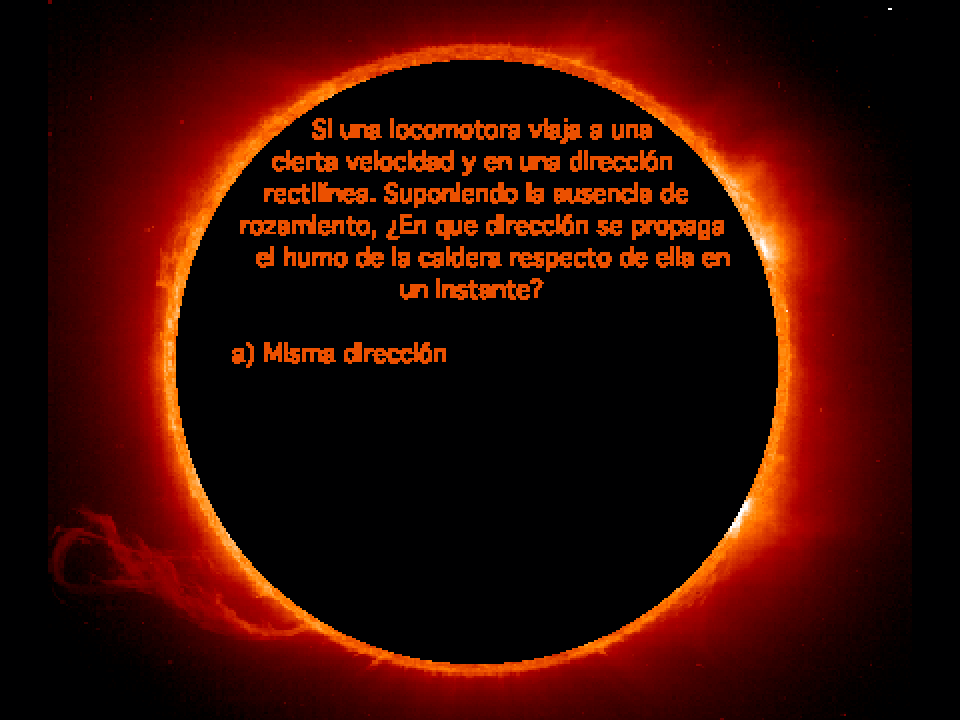 Si una locomotora viaja a una
cierta velocidad y en una dirección
rectilínea. Suponiendo la ausencia de
rozamiento, ¿En que dirección se propaga
el humo de la caldera respecto de ella en
un instante?
a) Misma dirección